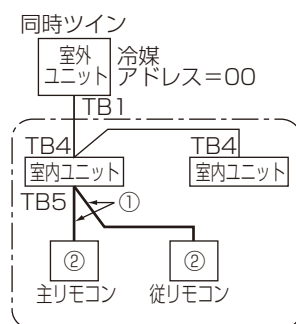 同時ツイン
室外
ユニット
冷媒
アドレス＝00
TB1
TB4
TB4
室内ユニット
室内ユニット
TB5
①
②
②
主リモコン
従リモコン